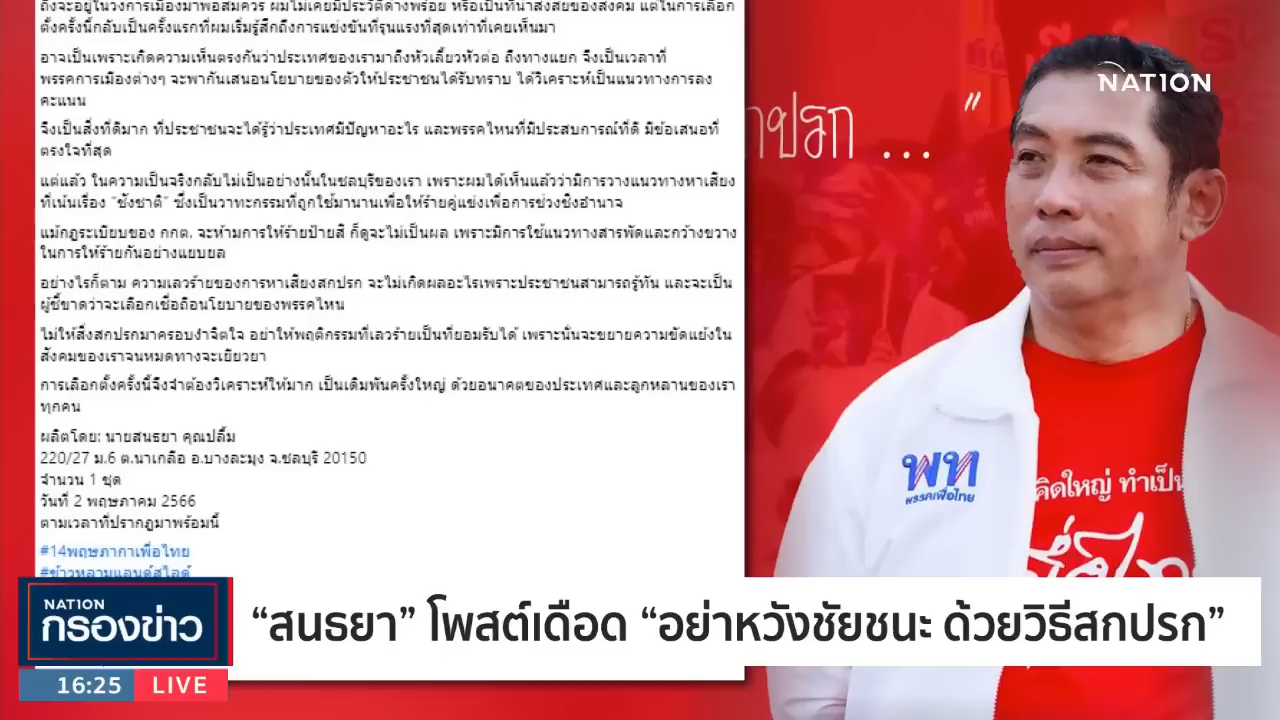 ถึงจะอยู่ในวงการเมืองมาพอสมควร ผมไม่เคยมีประวัติด่างพร้อย หรือเป็นที่น่าสงสัยของสังคม แต่ในการเลือก
ตั้งครั้งนี้กลับเป็นครั้งแรกที่ผมเริ่มรู้สึกถึงการแข่งขันที่รุนแรงที่สุดเท่าที่เคยเห็นมา
อาจเป็นเพราะเกิดความเห็นตรงกันว่าประเทศของเรามาถึงหัวเลี้ยวหัวต่อ ถึงทางแยก จึงเป็นเวลาที่
พรรคการเมืองต่างๆ จะพากันเสนอนโยบายของตัวให้ประชาชนได้รับทราบ ได้วิเคราะห์เป็นแนวทางการลง
คะแนน
จึงเป็นสิ่งที่ดีมาก ที่ประชาชนจะได้รู้ว่าประเทศมีปัญหาอะไร และพรรคไหนที่มีประสบการณ์ที่ดี มีข้อเสนอที่
ตรงใจที่สุด
แต่แล้ว ในความเป็นจริงกลับไม่เป็นอย่างนั้นในชลบุรีของเรา เพราะผมได้เห็นแล้วว่ามีการวางแนวทางหาเสียง
ที่เน้นเรื่อง "ชังชาติ" ซึ่งเป็นวาทะกรรมที่ถูกใช้มานานเพื่อให้ร้ายคู่แข่งเพื่อการช่วงชิงอำนาจ
แม้กฎระเบียบของ กกต. จะห้ามการให้ร้ายป้ายสี ก็ดูจะไม่เป็นผล เพราะมีการใช้แนวทางสารพัดและกว้างขวาง
ในการให้ร้ายกันอย่างแยบยล
อย่างไรก็ตาม ความเลวร้ายของการหาเสียงสกปรก จะไม่เกิดผลอะไรเพราะประชาชนสามารถรู้ทัน และจะเป็น
ผู้ชี้ขาดว่าจะเลือกเชื่อถือนโยบายของพรรคไหน
ไม่ให้สิ่งสกปรกมาครอบงำจิตใจ อย่าให้พฤติกรรมที่เลวร้ายเป็นที่ยอมรับได้ เพราะนั่นจะขยายความขัดแย้งใน
สังคมของเราจนหมดทางจะเยียวยา
การเลือกตั้งครั้งนี้จึงจำต้องวิเคราะห์ให้มาก เป็นเดิมพันครั้งใหญ่ ด้วยอนาคตของประเทศและลูกหลานของเรา
ทุกคน
ผลิตโดย: นายสนธยา คุณปลื้ม
220/27 ม.6 ต.นาเกลือ อ.บางละมุง จ.ชลบุรี 20150
จำนวน 1 ชุด
วันที่ 2 พฤษภาคม 2566
ตามเวลาที่ปรากฏมาพร้อมนี้
#14พฤษภากาเพื่อไทย
#ข้าวหลามแลนด์สไลด์
NATION
ปรก ... ”
พท
พรรคเพื่อไทย
คิดใหญ่ ทำเป็น
NATION
กรองข่าว
“สนธยา” โพสต์เดือด “อย่าหวังชัยชนะ ด้วยวิธีสกปรก”
16:25 LIVE